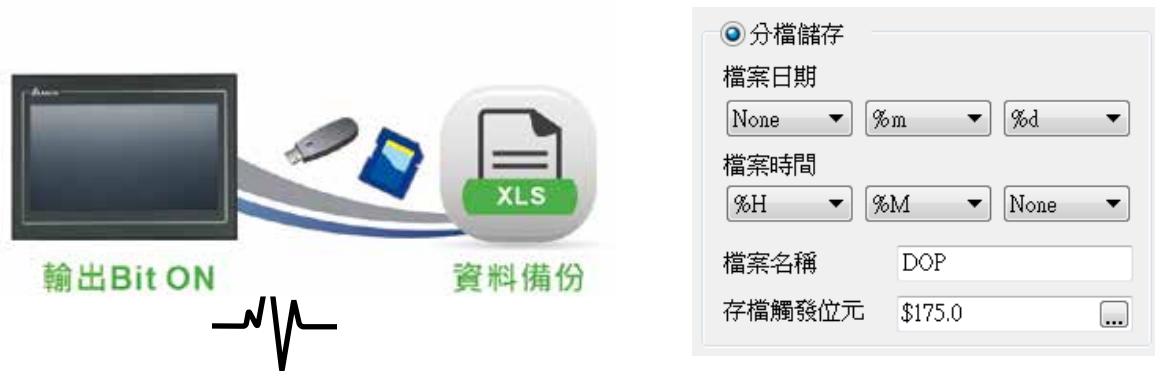 XLS
輸出Bit ON
資料備份
分檔儲存
檔案日期
None %m %d
檔案時間
%H %M None
檔案名稱 DOP
存檔觸發位元 $175.0 ...